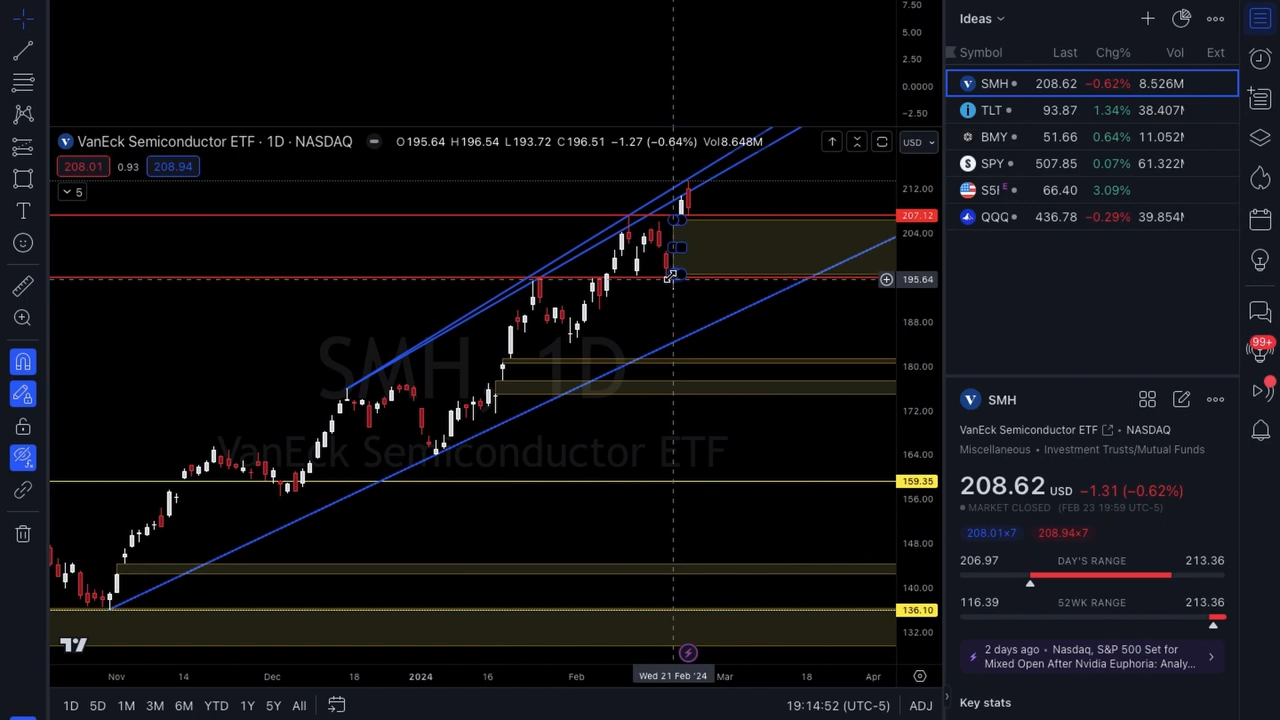 7.50
5.00
2.50
0.0000
−2.50
VanEck Semiconductor ETF · 1D · NASDAQ
O195.64 H196.54 L193.72 C196.51 −1.27 (−0.64%) Vol8.648M
USD
208.01 0.93 208.94
5
212.00
207.12
204.00
195.64
188.00
180.00
172.00
164.00
159.35
156.00
148.00
140.00
136.10
132.00
SMH 1D
VanEck Semiconductor ETF
Nov 14 Dec 18 2024 16 Feb Wed 21 Feb '24 Mar 18 Apr
1D 5D 1M 3M 6M YTD 1Y 5Y All
19:14:52 (UTC-5) ADJ
Ideas
Symbol Last Chg% Vol Ext
SMH 208.62 −0.62% 8.526M
TLT 93.87 1.34% 38.407M
BMY 51.66 0.64% 11.052M
SPY 507.85 0.07% 61.322M
S5FI E 66.40 3.09%
QQQ 436.78 −0.29% 39.854M
SMH
VanEck Semiconductor ETF · NASDAQ
Miscellaneous · Investment Trusts/Mutual Funds
208.62 USD −1.31 (−0.62%)
MARKET CLOSED (FEB 23 19:59 UTC-5)
208.01×7 208.94×7
206.97 DAY'S RANGE 213.36
116.39 52WK RANGE 213.36
2 days ago · Nasdaq, S&P 500 Set for
Mixed Open After Nvidia Euphoria: Analy...
Key stats
99+